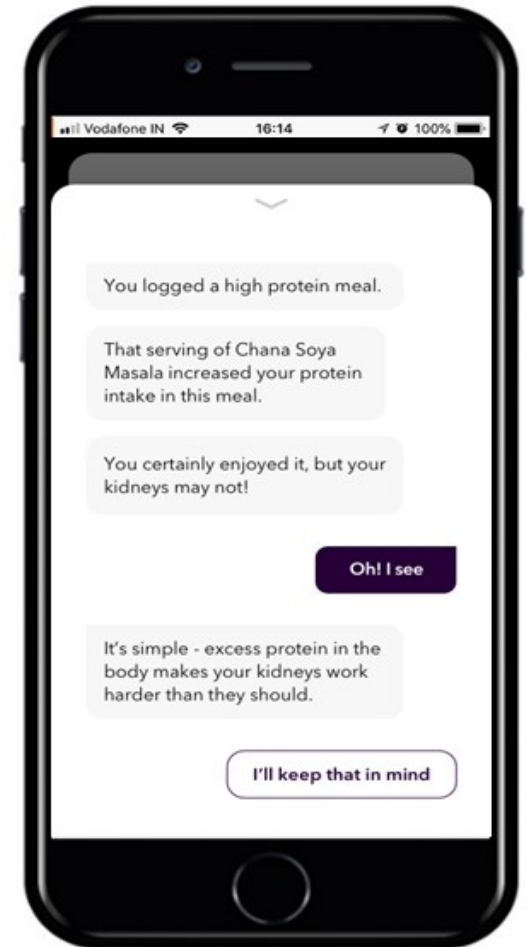 Vodafone IN 16:14 100%
You logged a high protein meal.
That serving of Chana Soya
Masala increased your protein
intake in this meal.
You certainly enjoyed it, but your
kidneys may not!
Oh! I see
It's simple - excess protein in the
body makes your kidneys work
harder than they should.
I'll keep that in mind